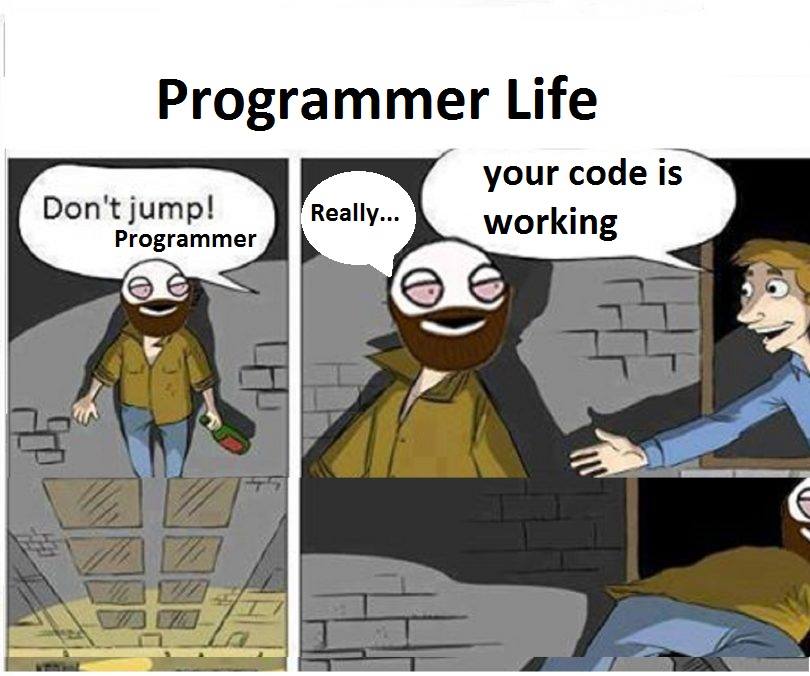 Programmer Life
Don't jump!
Programmer
Really...
your code is
working